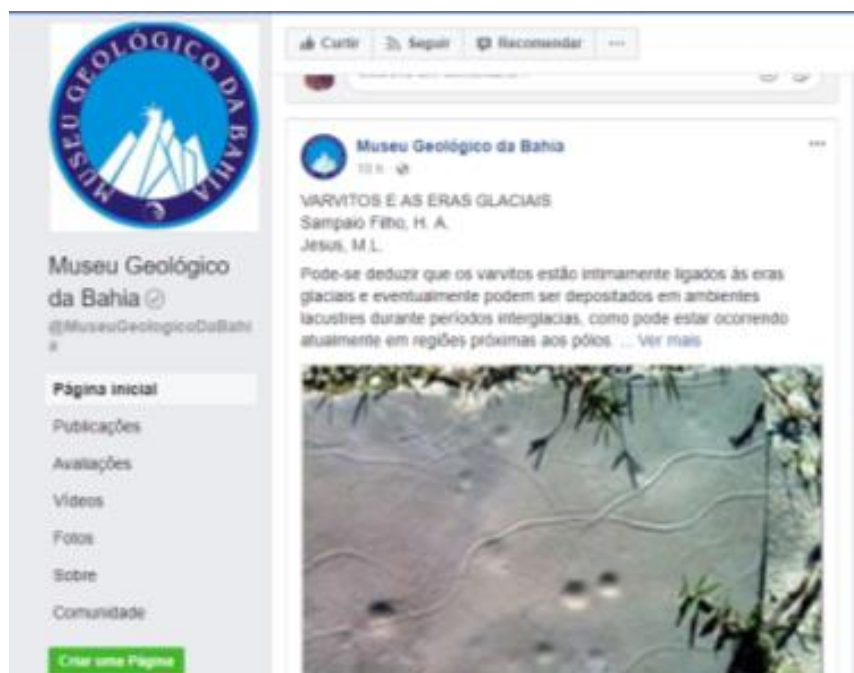 MUSEU GEOLÓGICO DA BAHIA
Museu Geológico
da Bahia
@MuseuGeologicoDaBahi
a
Página inicial
Publicações
Avaliações
Vídeos
Fotos
Sobre
Comunidade
Criar uma Página
Curtir Seguir Recomendar ...
Museu Geológico da Bahia
10 h ·
VARVITOS E AS ERAS GLACIAIS
Sampaio Filho, H. A.
Jesus, M.L.
Pode-se deduzir que os varvitos estão intimamente ligados às eras
glaciais e eventualmente podem ser depositados em ambientes
lacustres durante períodos interglacias, como pode estar ocorrendo
atualmente em regiões próximas aos pólos. ... Ver mais